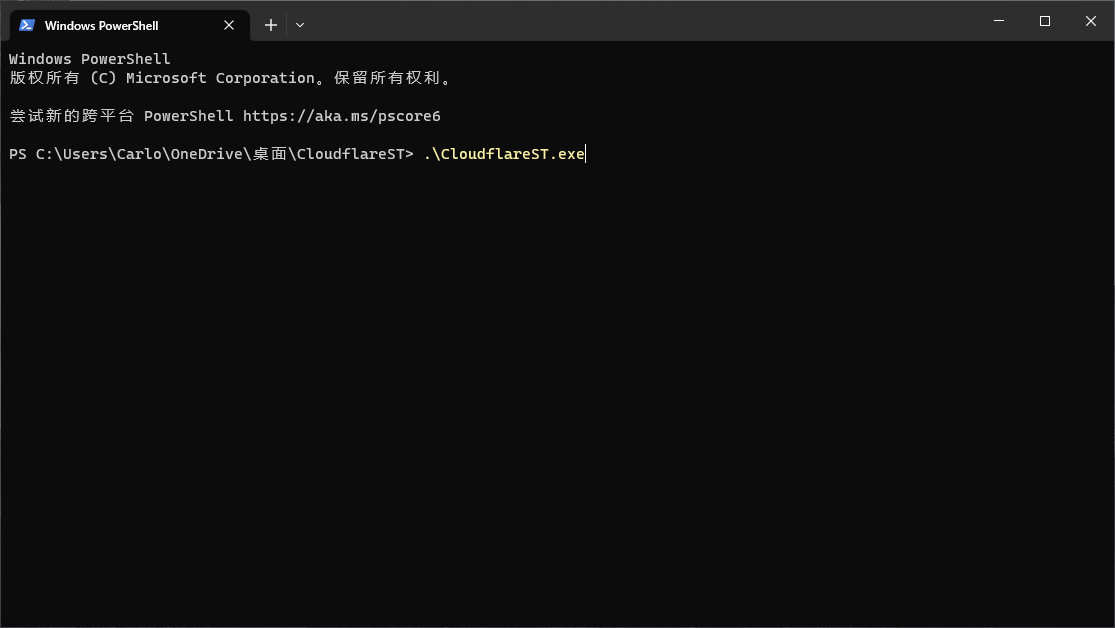 Windows PowerShell
Windows PowerShell
版权所有 (C) Microsoft Corporation。保留所有权利。
尝试新的跨平台 PowerShell https://aka.ms/pscore6
PS C:\Users\Carlo\OneDrive\桌面\CloudflareST> .\CloudflareST.exe